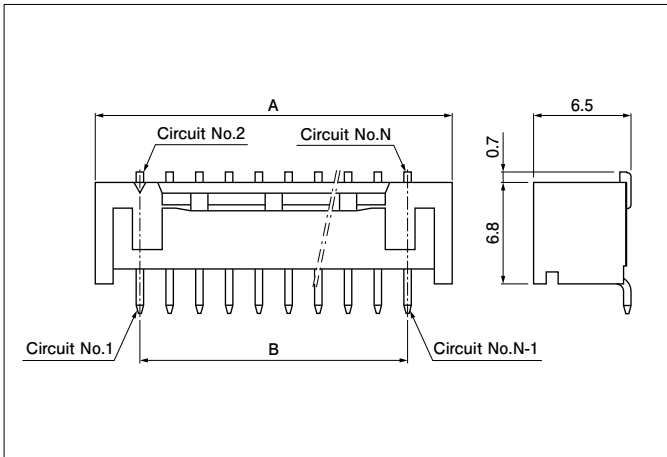 A
6.5
Circuit No.2
Circuit No.N
0.7
6.8
Circuit No.1
B
Circuit No.N-1